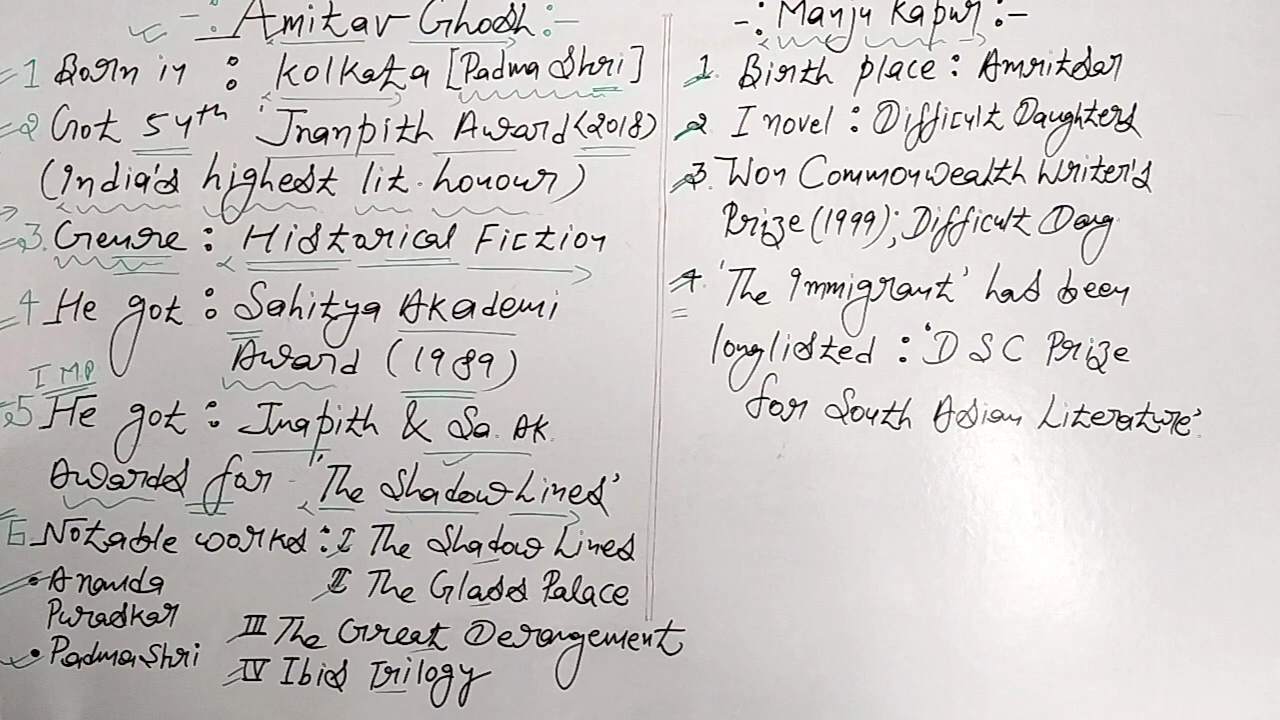 -: Amitav Ghosh :-
1 Born in : Kolkata [Padma Shri]
2 Got 54th Jnanpith Award (2018)
(India's highest lit. honour)
3. Genre : Historical Fiction
4 He got : Sahitya Akademi
Award (1989)
IMP
5 He got : Jnapith & Sa. Ak.
Awardes for 'The Shadow Lines'
6. Notable works : I The Shadow Lines
• Ananda II The Glass Palace
Puraskar
III The Great Derangement
• Padma Shri
IV Ibis Trilogy
-: Manju Kapur :-
1. Birth place : Amritsar
2 I novel : Difficult Daughters
3. Won Commonwealth Writer's
Prize (1999); Difficult Daug
4. 'The Immigrant' has been
longlisted : 'DSC Prize
for South Asian Literature'.